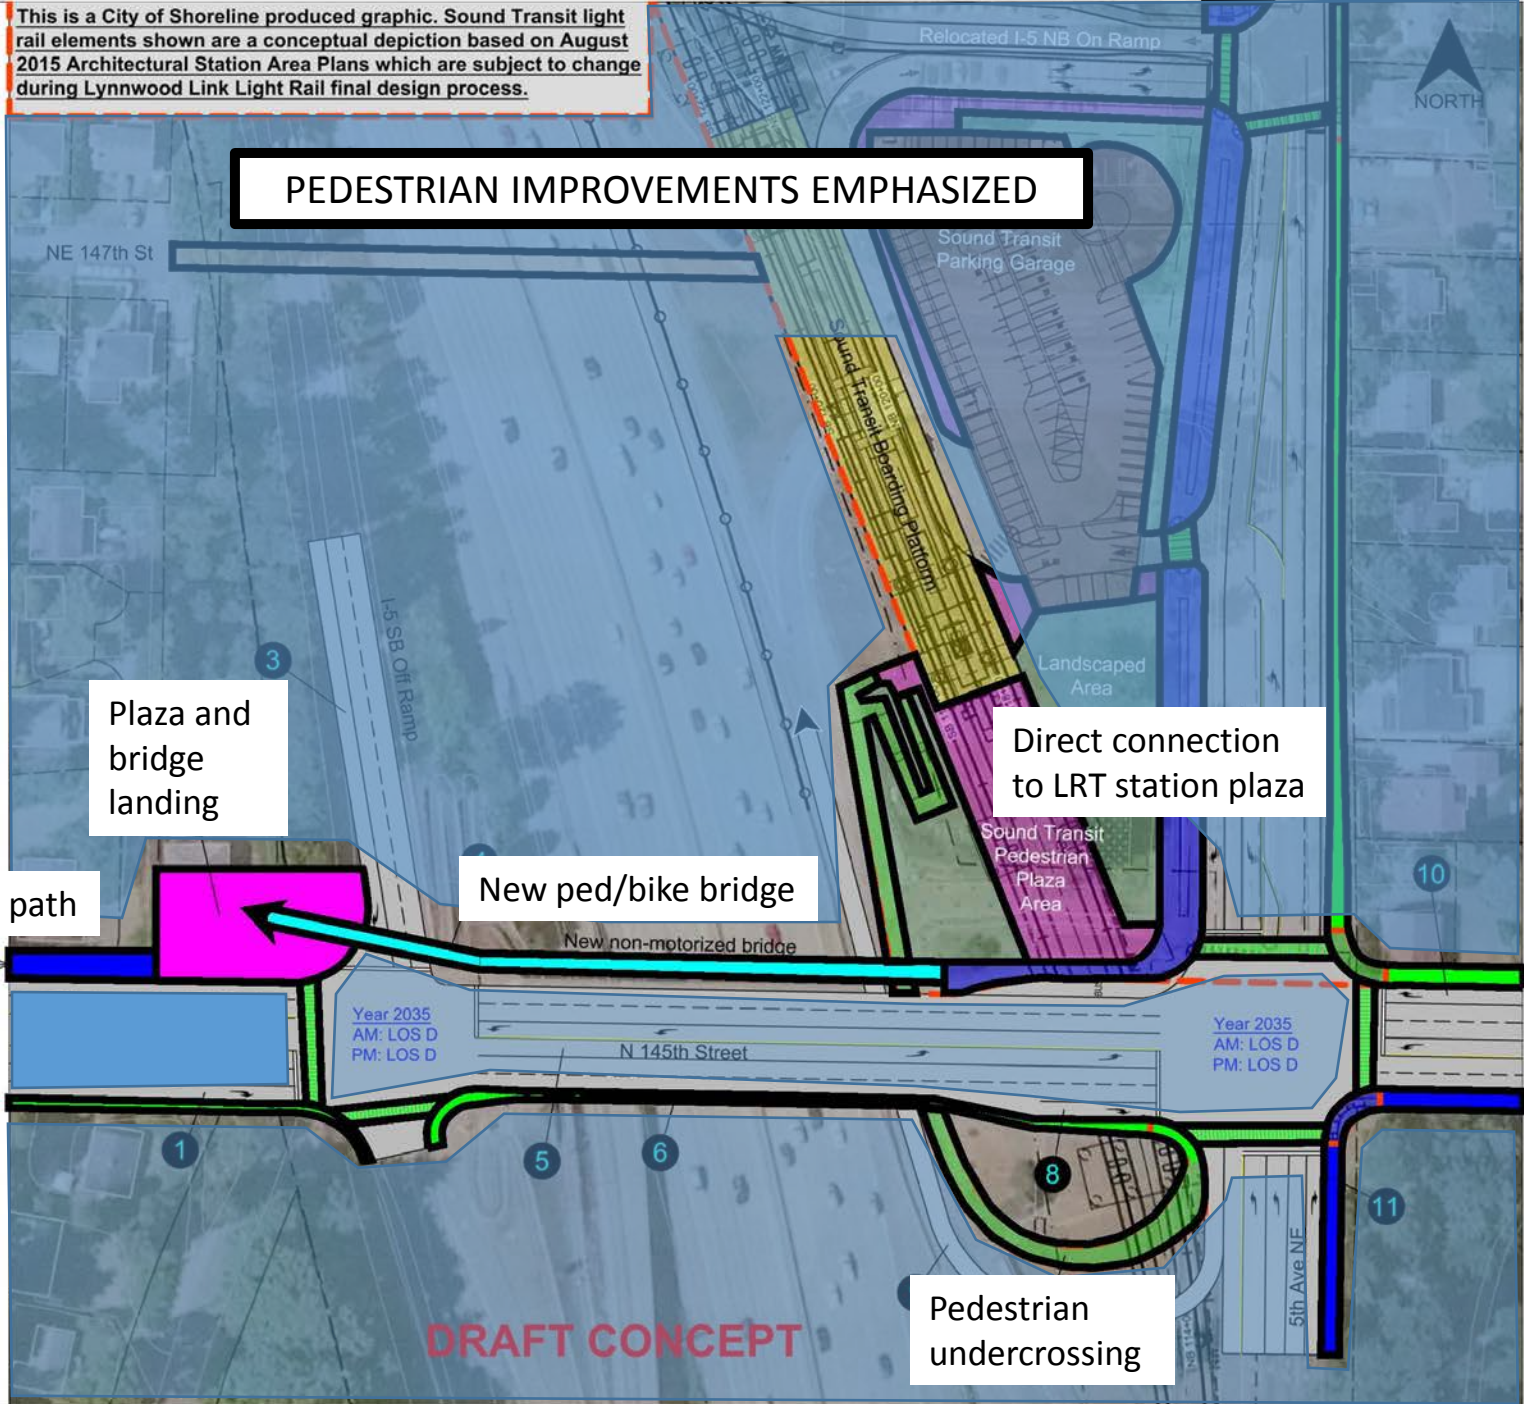 This is a City of Shoreline produced graphic. Sound Transit light
rail elements shown are a conceptual depiction based on August
2015 Architectural Station Area Plans which are subject to change
during Lynnwood Link Light Rail final design process.
Relocated I-5 NB On Ramp
NORTH
PEDESTRIAN IMPROVEMENTS EMPHASIZED
NE 147th St
Sound Transit
Parking Garage
Sound Transit Boarding Platform
I-5 SB Off Ramp
3
Landscaped
Area
Plaza and
bridge
landing
Direct connection
to LRT station plaza
Sound Transit
Pedestrian
Plaza
Area
10
path
New ped/bike bridge
New non-motorized bridge
Year 2035
AM: LOS D
PM: LOS D
N 145th Street
Year 2035
AM: LOS D
PM: LOS D
1
5
6
8
11
5th Ave NE
Pedestrian
undercrossing
DRAFT CONCEPT